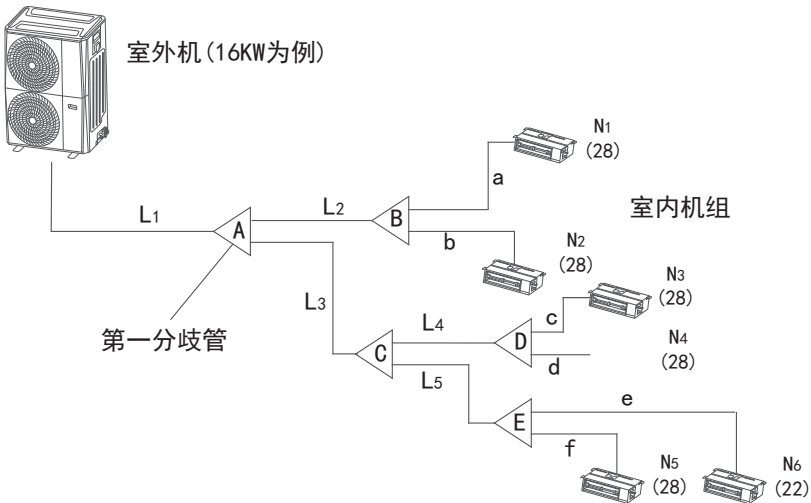 室外机(16KW为例)
N1
(28)
a
L2
B
室内机组
L1
A
b
N2
(28)
N3
(28)
L3
c
L4
D
N4
(28)
第一分歧管
C
d
L5
e
E
f
N5
(28)
N6
(22)